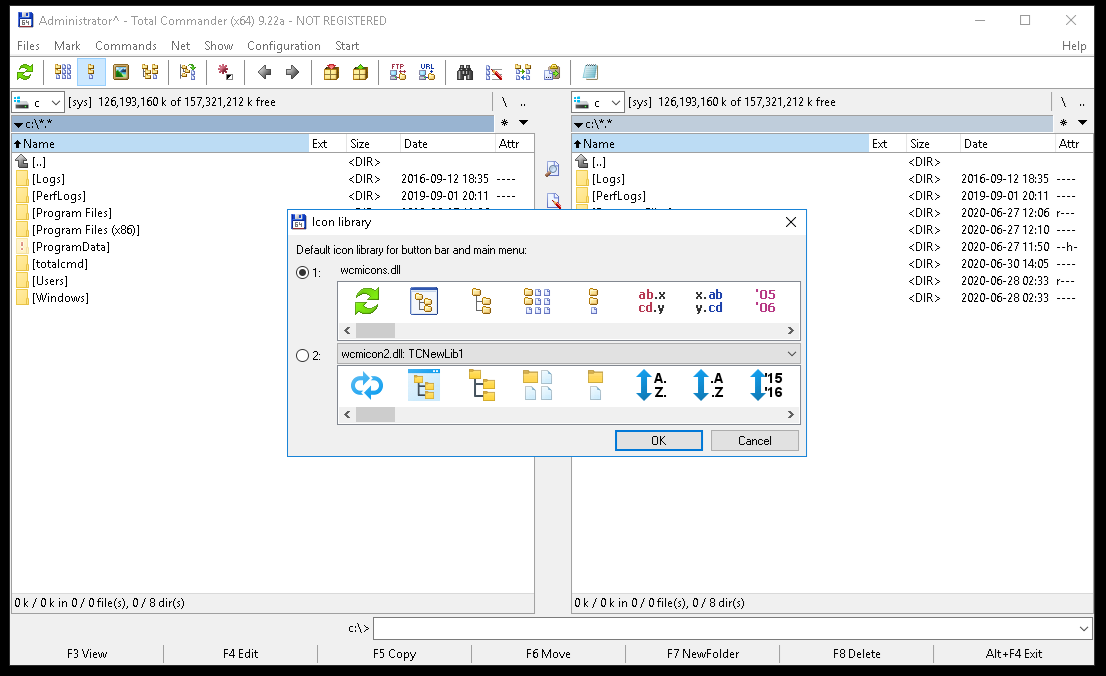 Administrator^ - Total Commander (x64) 9.22a - NOT REGISTERED
Files Mark Commands Net Show Configuration Start Help
FTP URL
c [sys] 126,193,160 k of 157,321,212 k free \ ..
c:\*.* *
Name Ext Size Date Attr
[..] <DIR>
[Logs] <DIR> 2016-09-12 18:35 ----
[PerfLogs] <DIR> 2019-09-01 20:11 ----
[Program Files]
[Program Files (x86)]
[ProgramData]
[totalcmd]
[Users]
[Windows]
0 k / 0 k in 0 / 0 file(s), 0 / 8 dir(s)
c [sys] 126,193,160 k of 157,321,212 k free \ ..
c:\*.* *
Name Ext Size Date Attr
[..] <DIR>
[Logs] <DIR> 2016-09-12 18:35 ----
[PerfLogs] <DIR> 2019-09-01 20:11 ----
<DIR> 2020-06-27 12:06 r---
<DIR> 2020-06-27 12:10 ----
<DIR> 2020-06-27 11:50 --h-
<DIR> 2020-06-30 14:05 ----
<DIR> 2020-06-28 02:33 r---
<DIR> 2020-06-28 02:33 ----
0 k / 0 k in 0 / 0 file(s), 0 / 8 dir(s)
64 Icon library
Default icon library for button bar and main menu:
1: wcmicons.dll
ab.x x.ab '05
cd.y y.cd '06
2: wcmicon2.dll: TCNewLib1
A. .A '15
Z. .Z '16
OK Cancel
c:\>
F3 View F4 Edit F5 Copy F6 Move F7 NewFolder F8 Delete Alt+F4 Exit